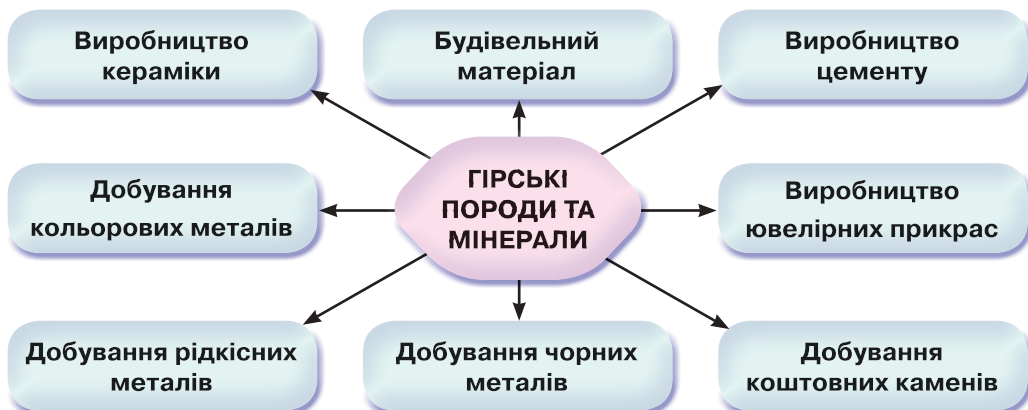 Виробництво
кераміки
Будівельний
матеріал
Виробництво
цементу
Добування
кольорових металів
ГІРСЬКІ
ПОРОДИ ТА
МІНЕРАЛИ
Виробництво
ювелірних прикрас
Добування рідкісних
металів
Добування чорних
металів
Добування
коштовних каменів